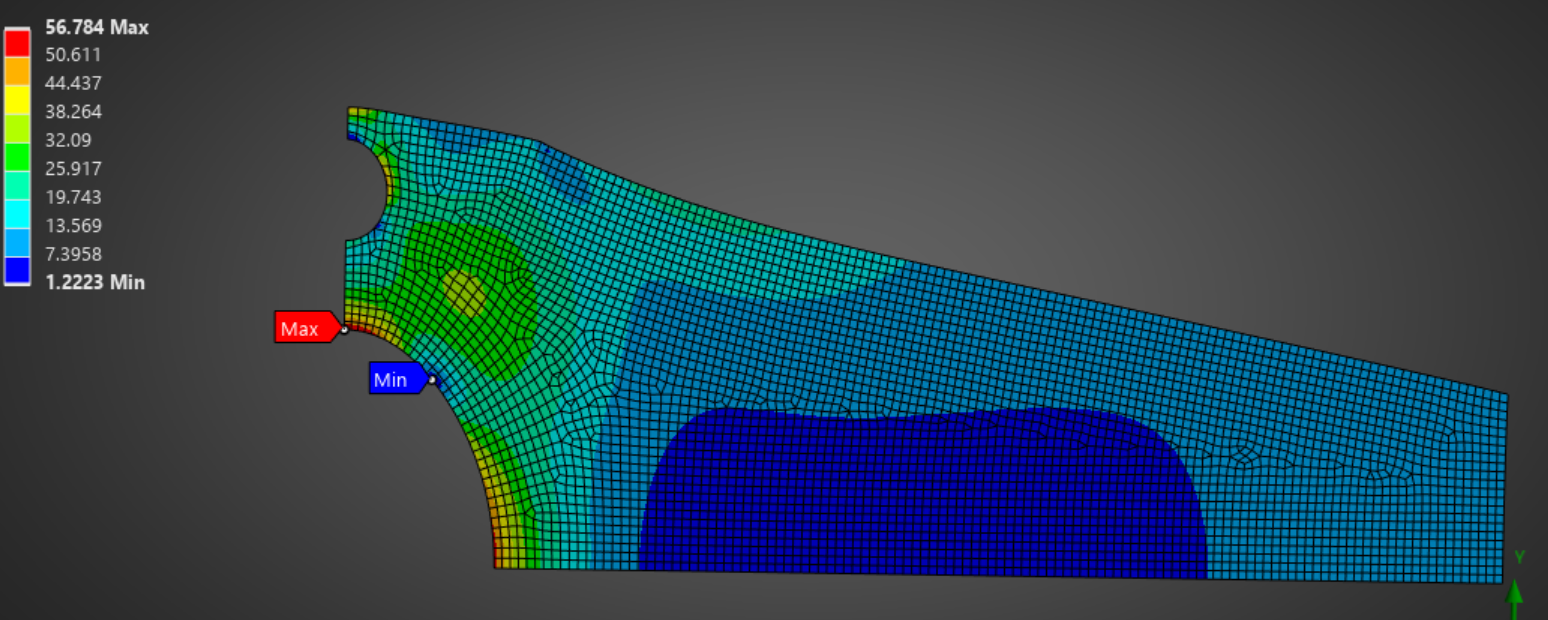 56.784 Max
50.611
44.437
38.264
32.09
25.917
19.743
13.569
7.3958
1.2223 Min
Max
Min
Y